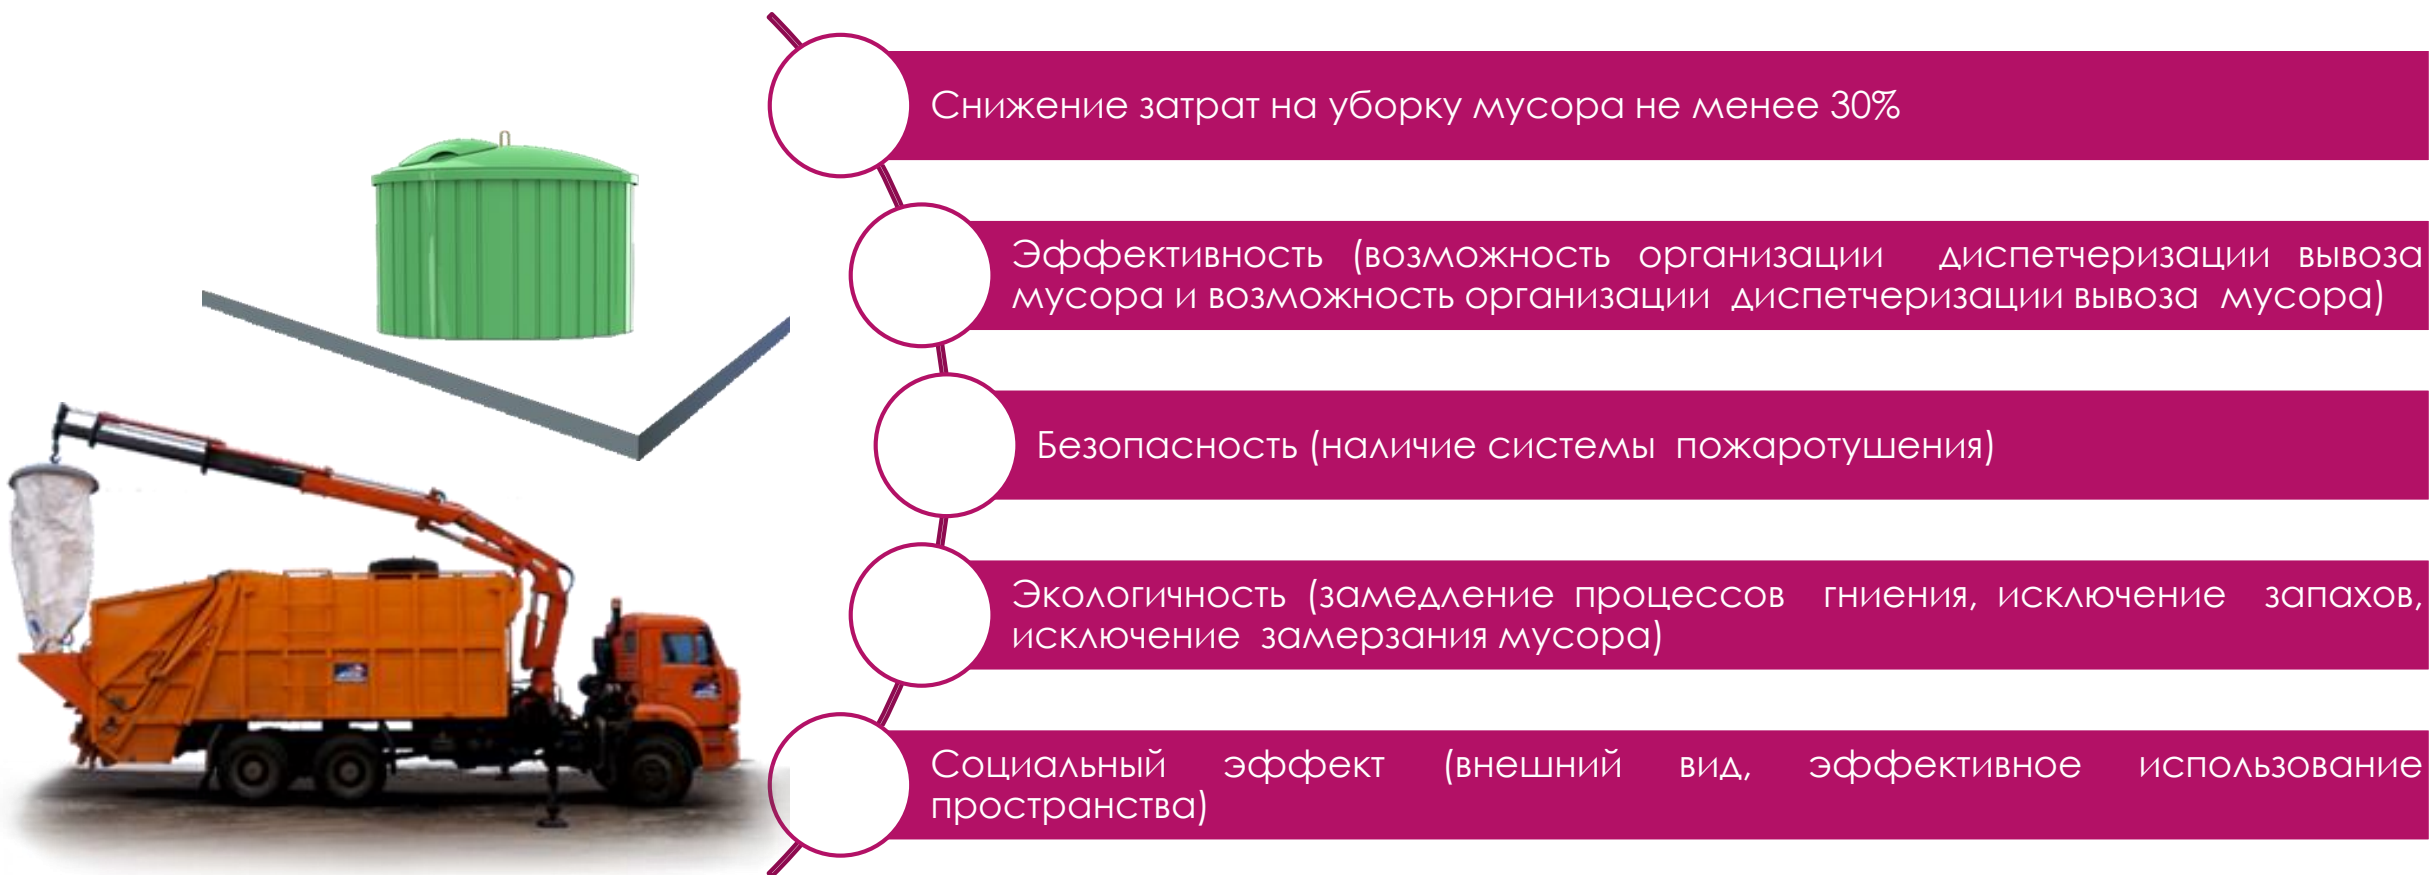 Снижение затрат на уборку мусора не менее 30%
Эффективность (возможность организации диспетчеризации вывоза
мусора и возможность организации диспетчеризации вывоза мусора)
Безопасность (наличие системы пожаротушения)
Экологичность (замедление процессов гниения, исключение запахов,
исключение замерзания мусора)
Социальный эффект (внешний вид, эффективное использование
пространства)